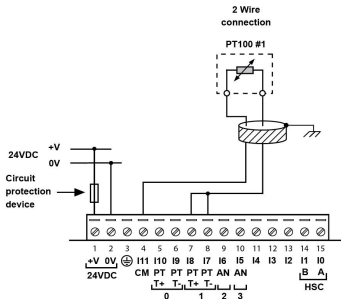 2 Wire
connection
PT100 #1
24VDC
+V
0V
Circuit
protection
device
1 2 3 4 5 6 7 8 9 10 11 12 13 14 15
+V 0V I11 I10 I9 I8 I7 I6 I5 I4 I3 I2 I1 I0
24VDC CM PT PT PT PT AN AN B A
T+ T- T+ T- 2 3 HSC
0 1